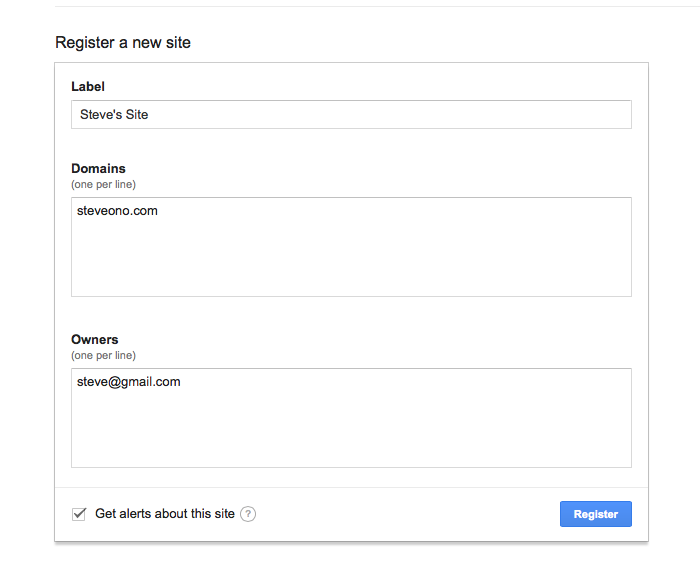 Register a new site
Label
Steve's Site
Domains
(one per line)
steveono.com
Owners
(one per line)
steve@gmail.com
Get alerts about this site ?
Register